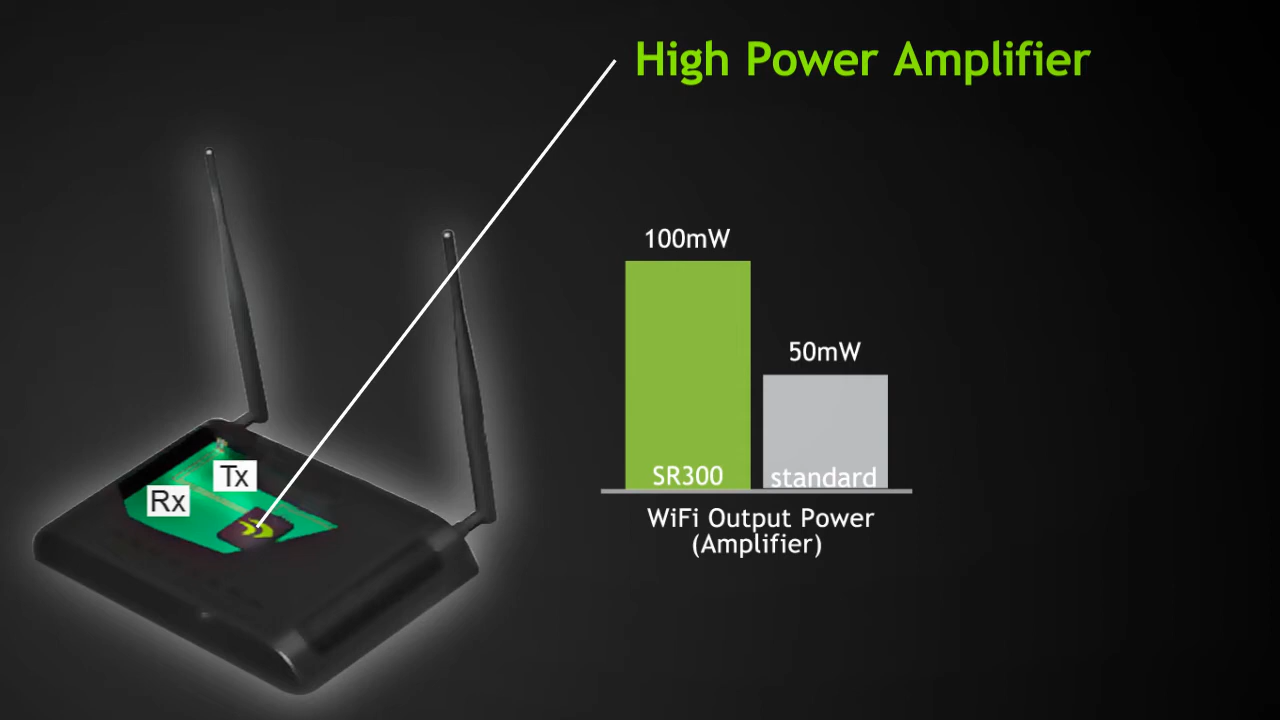 High Power Amplifier
100mW
50mW
Tx
Rx
SR300
standard
WiFi Output Power
(Amplifier)